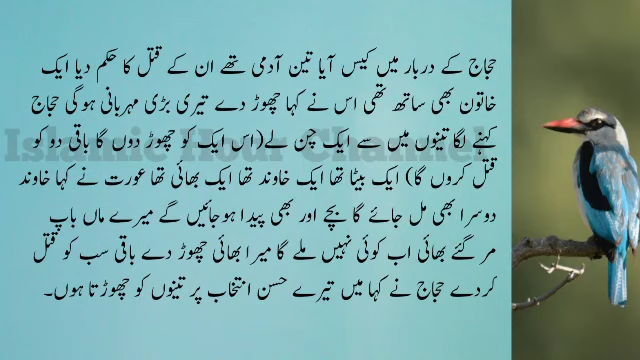 حجاج کے دربار میں کیس آیا تین آدمی تھے ان کے قتل کا حکم دیا ایک
خاتون بھی ساتھ تھی اس نے کہا چھوڑ دے تیری بڑی مہربانی ہوگی حجاج
کہنے لگا تینوں میں سے ایک چن لے(اس ایک کو چھوڑ دوں گا باقی دو کو
قتل کروں گا) ایک بیٹا تھا ایک خاوند تھا ایک بھائی تھا عورت نے کہا خاوند
دوسرا بھی مل جائے گا بچے اور بھی پیدا ہوجائیں گے میرے ماں باپ
مر گئے بھائی اب کوئی نہیں ملے گا میرا بھائی چھوڑ دے باقی سب کو قتل
کردے حجاج نے کہا میں تیرے حسن انتخاب پر تینوں کو چھوڑتا ہوں۔
Islamic Hour Channel